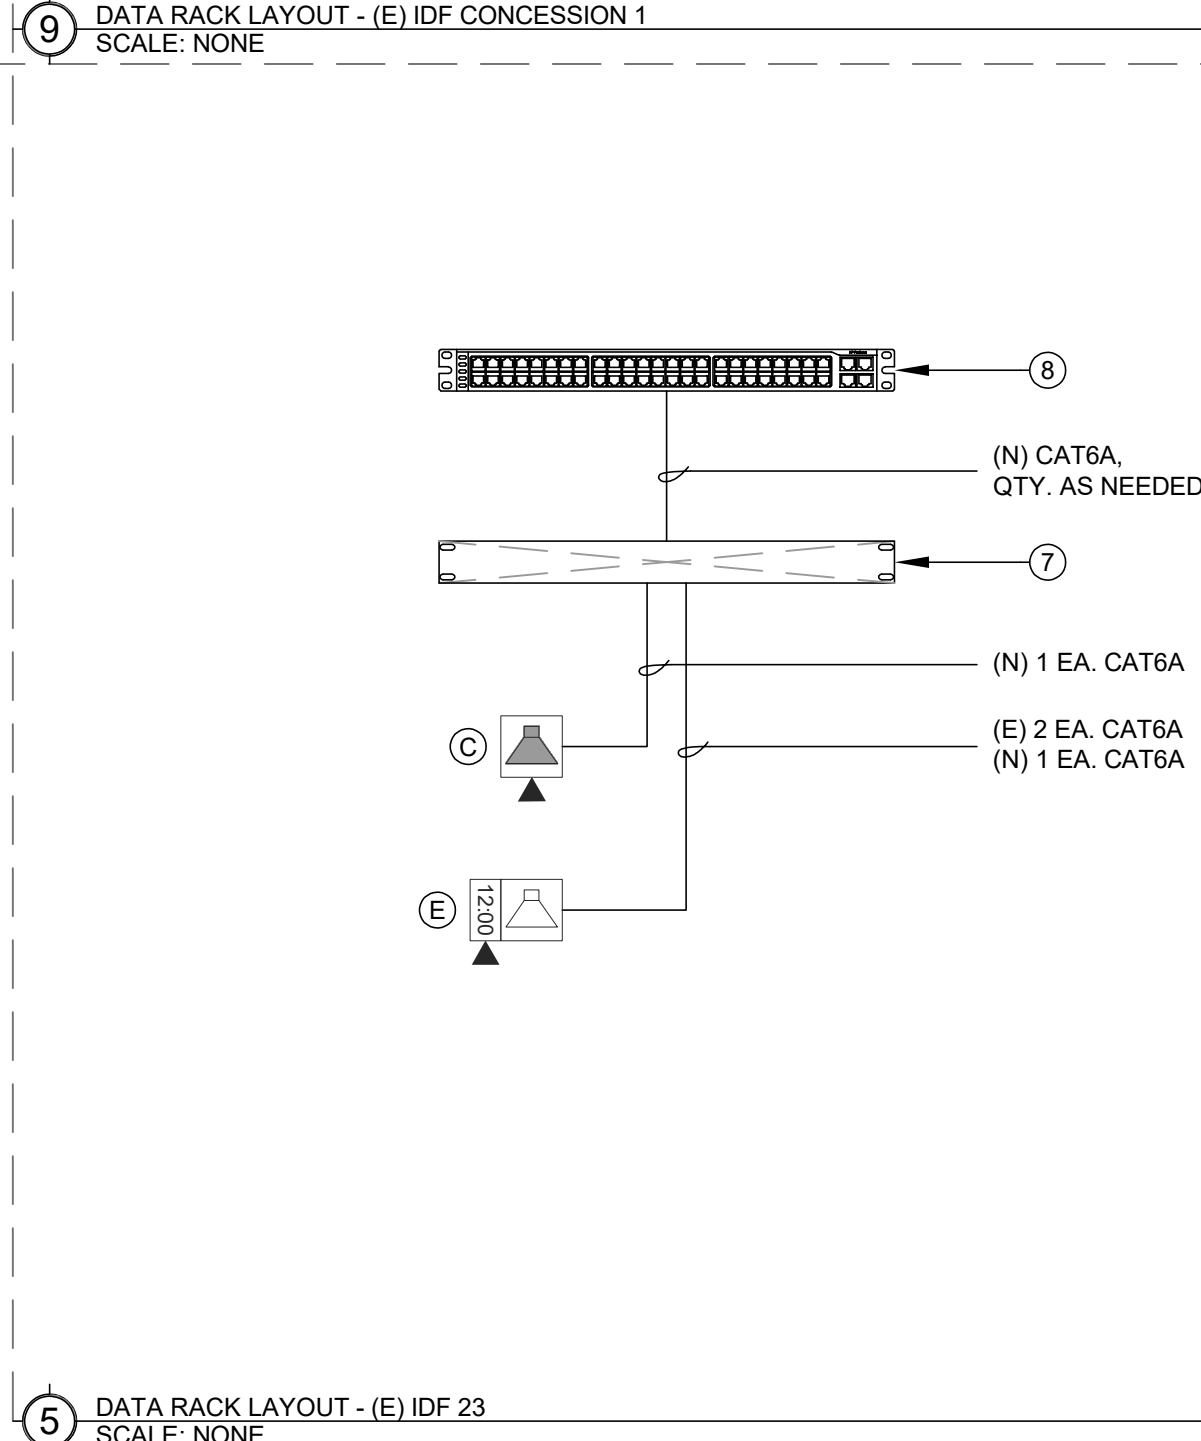 9
DATA RACK LAYOUT - (E) IDF CONCESSION 1
SCALE: NONE
8
(N) CAT6A,
QTY. AS NEEDED
7
(N) 1 EA. CAT6A
C
(E) 2 EA. CAT6A
(N) 1 EA. CAT6A
E
12:00
5
DATA RACK LAYOUT - (E) IDF 23
SCALE: NONE